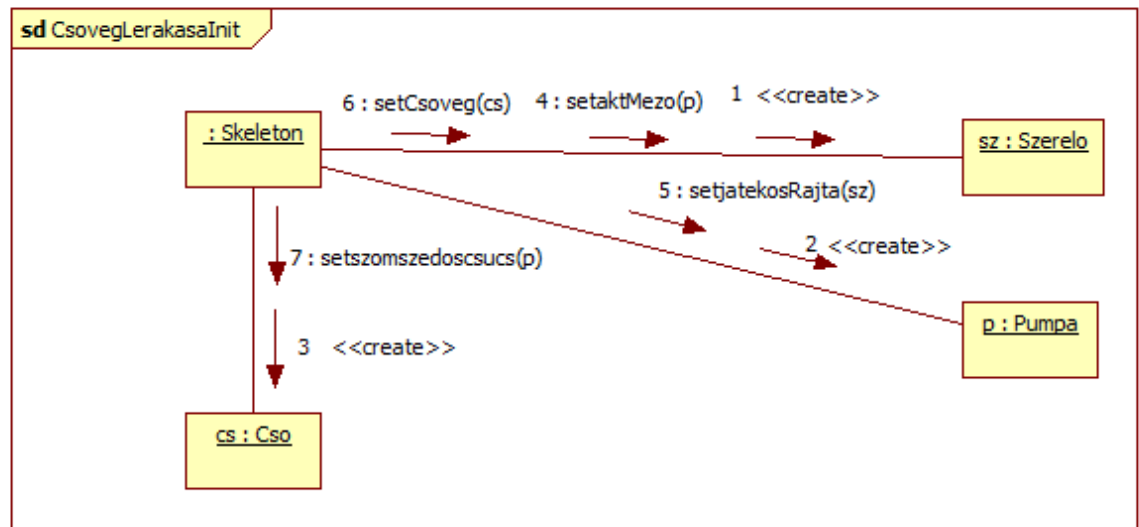 sd CsovegLerakasaInit
6 : setCsoveg(cs) 4 : setaktMezo(p) 1 <<create>>
: Skeleton
sz : Szerelo
5 : setjatekosRajta(sz)
2 <<create>>
7 : setszomszedoscsucs(p)
p : Pumpa
3 <<create>>
cs : Cso